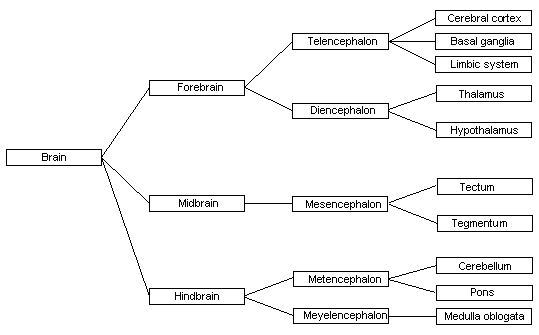 Brain
Forebrain
Telencephalon
Cerebral cortex
Basal ganglia
Limbic system
Diencephalon
Thalamus
Hypothalamus
Midbrain
Mesencephalon
Tectum
Tegmentum
Hindbrain
Metencephalon
Cerebellum
Pons
Meyelencephalon
Medulla oblogata